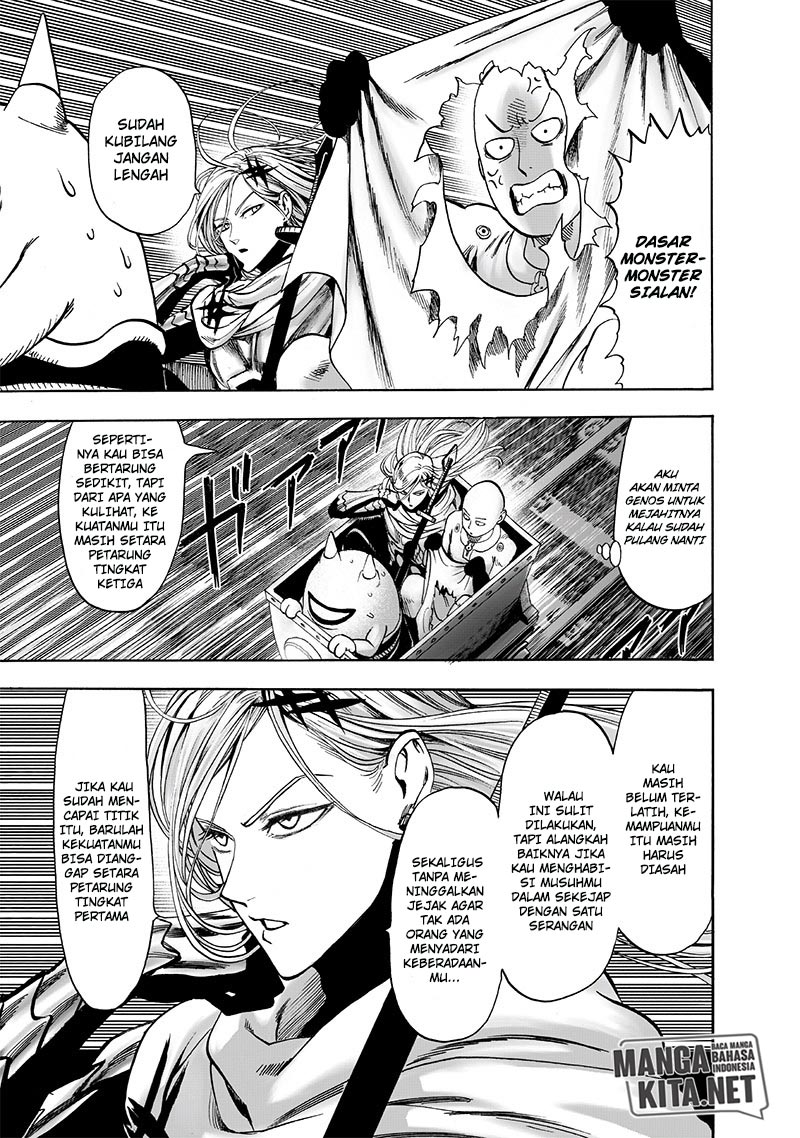 DASAR
MONSTER-
MONSTER
SIALAN!
SUDAH
KUBILANG
JANGAN
LENGAH
AKU
AKAN MINTA
GENOS UNTUK
MEJAHITNYA
KALAU SUDAH
PULANG NANTI
ギアアア
SEPERTI-
NYA KAU BISA
BERTARUNG
SEDIKIT, TAPI
DARI APA YANG
KULIHAT, KE
KUATANMU ITU
MASIH SETARA
PETARUNG
TINGKAT
KETIGA
KAU
MASIH
BELUM TER-
LATIH, KE-
MAMPUANMU
ITU MASIH
HARUS
DIASAH
WALAU
INI SULIT
DILAKUKAN,
TAPI ALANGKAH
BAIKNYA JIKA
KAU MENGHABI-
SI MUSUHMU
DALAM SEKEJAP
DENGAN SATU
SERANGAN
SEKALIGUS
TANPA ME-
NINGGALKAN
JEJAK AGAR
TAK ADA
ORANG YANG
MENYADARI
KEBERADAAN-
MU...
JIKA KAU
SUDAH MEN-
CAPAI TITIK
ITU, BARULAH
KEKUATANMU
BISA DIANG-
GAP SETARA
PETARUNG
TINGKAT
PERTAMA
MANGA
BACA MANGA
BAHASA
INDONESIA
KITA.NET